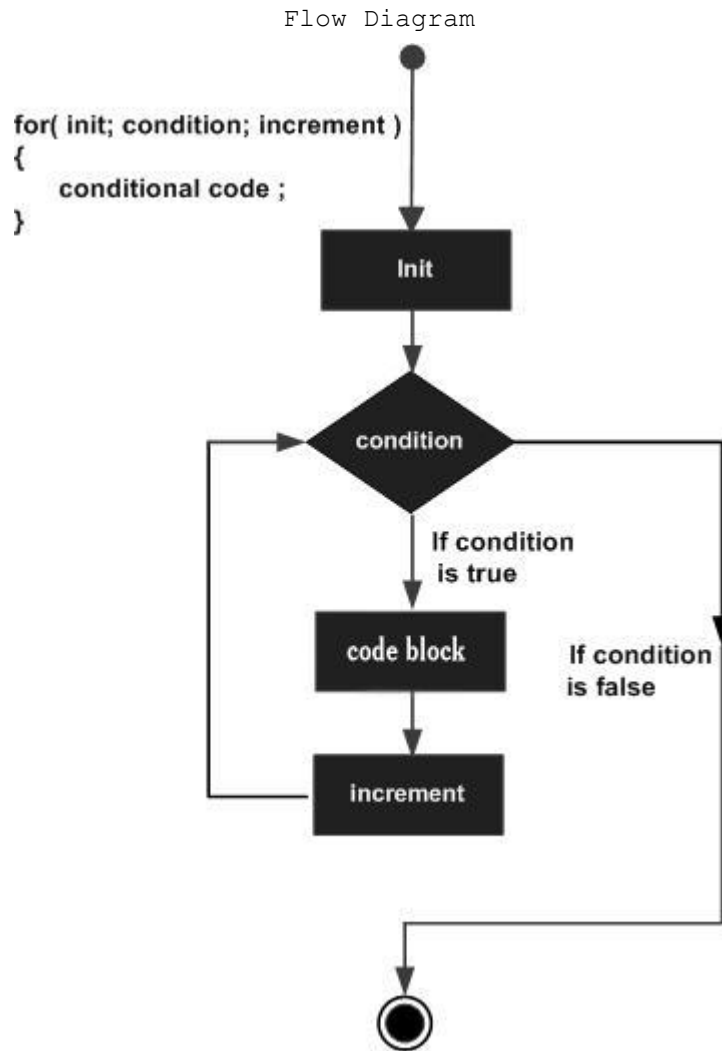 Flow Diagram
for( init; condition; increment )
{
conditional code ;
}
Init
condition
If condition
is true
code block
If condition
is false
increment